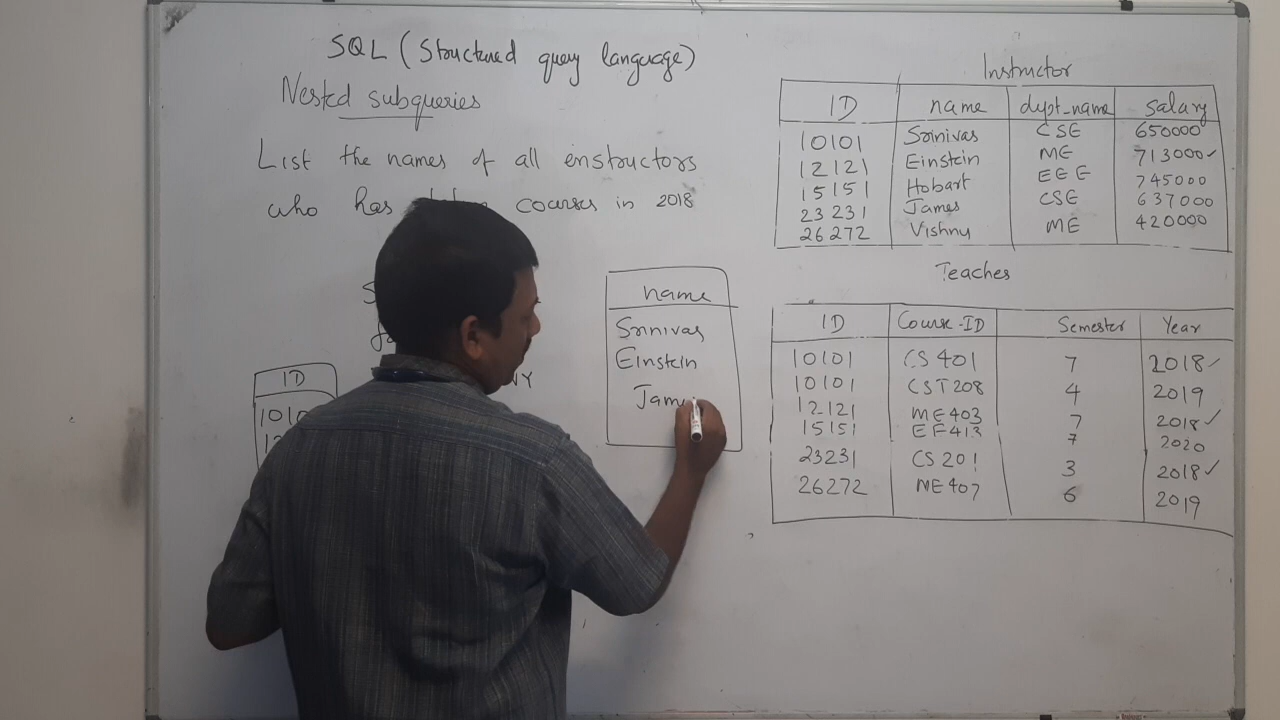 SQL (Structured query language)
Nested subqueries
List the names of all enstructors
who has courses in 2018
ID
name
Srinivas
Einstein
Instructor
ID name dept_name salary
10101 Srinivas CSE 650000
12121 Einstein ME 713000 ✓
15151 Hobart EEE 745000
23231 James CSE 637000
26272 Vishnu ME 420000
Teaches
ID Course-ID Semester Year
10101 CS 401 7 2018 ✓
10101 CST 208 4 2019
12121 ME 403 7 2018 ✓
15151 7 2020
23231 CS 201 3 2018 ✓
26272 ME 407 6 2019